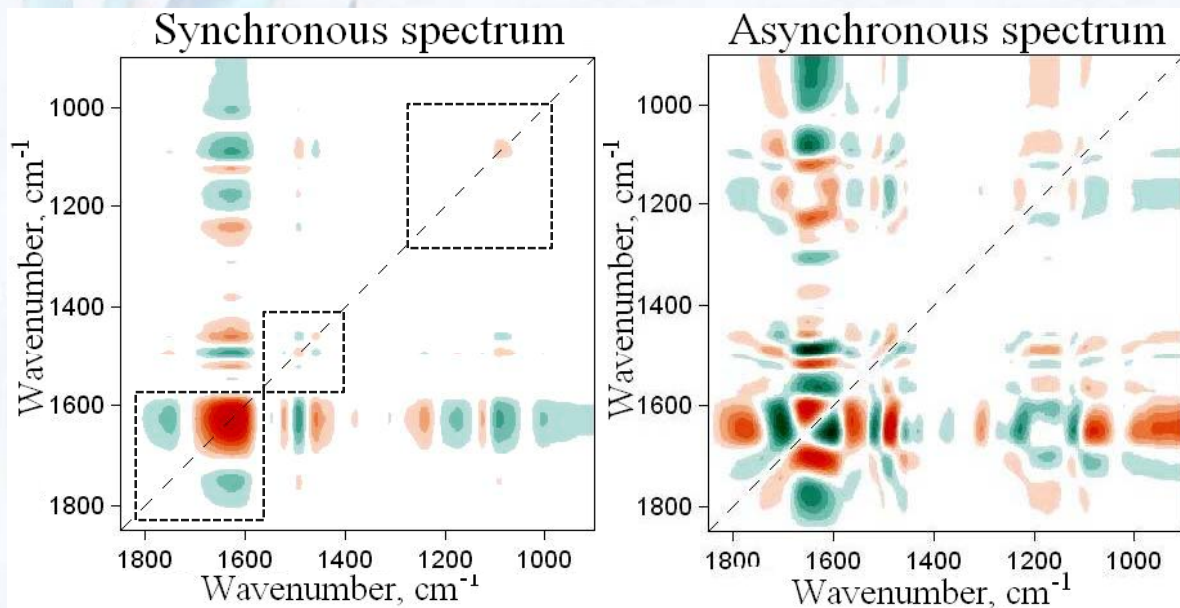 Synchronous spectrum
Asynchronous spectrum
Wavenumber, cm-1
1000
1200
1400
1600
1800
1800 1600 1400 1200 1000
Wavenumber, cm-1
Wavenumber, cm-1
1000
1200
1400
1600
1800
1800 1600 1400 1200 1000
Wavenumber, cm-1